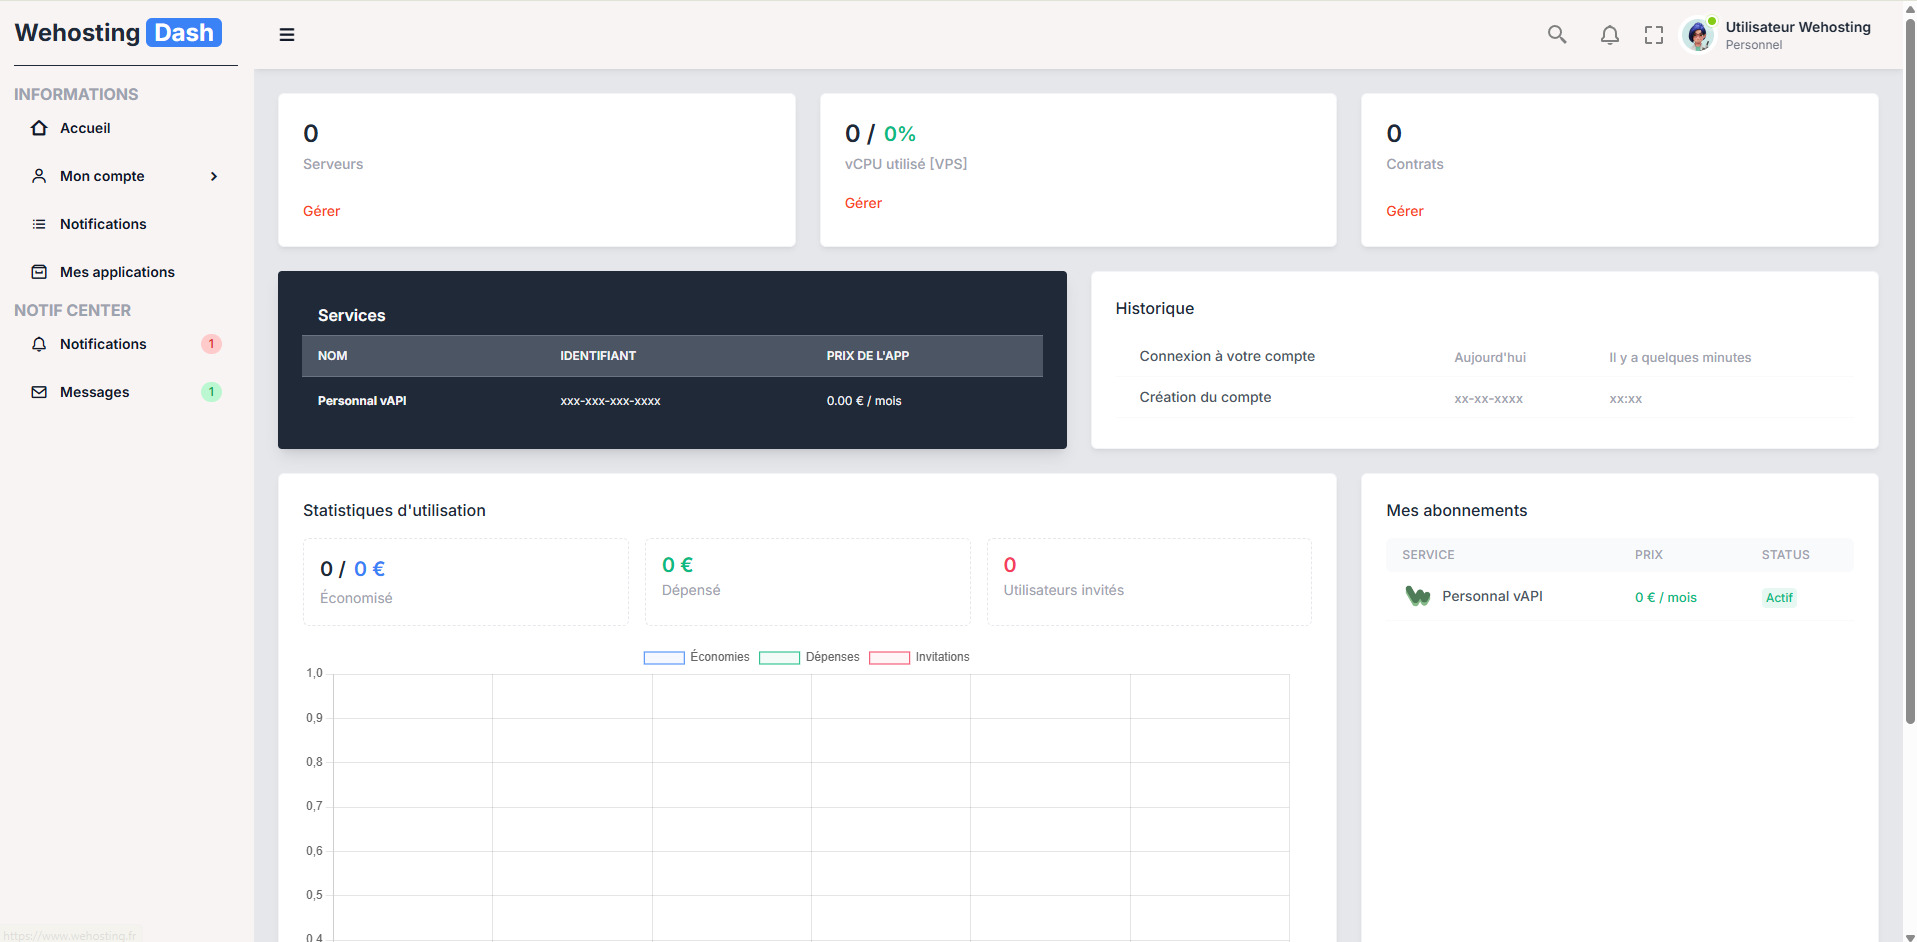 Wehosting Dash
Utilisateur Wehosting
Personnel
INFORMATIONS
Accueil
Mon compte
Notifications
Mes applications
NOTIF CENTER
Notifications 1
Messages 1
0
Serveurs
Gérer
0 / 0%
vCPU utilisé [VPS]
Gérer
0
Contrats
Gérer
Services
NOM IDENTIFIANT PRIX DE L'APP
Personnal vAPI xxx-xxx-xxx-xxxx 0.00 € / mois
Historique
Connexion à votre compte Aujourd'hui Il y a quelques minutes
Création du compte xx-xx-xxxx xx:xx
Statistiques d'utilisation
0 / 0 €
Économisé
0 €
Dépensé
0
Utilisateurs invités
Économies Dépenses Invitations
1,0
0,9
0,8
0,7
0,6
0,5
0,4
Mes abonnements
SERVICE PRIX STATUS
Personnal vAPI 0 € / mois Actif
https://www.wehosting.fr